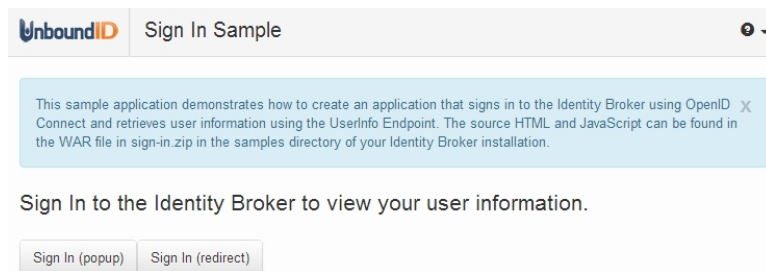 UnboundID Sign In Sample
This sample application demonstrates how to create an application that signs in to the Identity Broker using OpenID X
Connect and retrieves user information using the UserInfo Endpoint. The source HTML and JavaScript can be found in
the WAR file in sign-in.zip in the samples directory of your Identity Broker installation.
Sign In to the Identity Broker to view your user information.
Sign In (popup) Sign In (redirect)